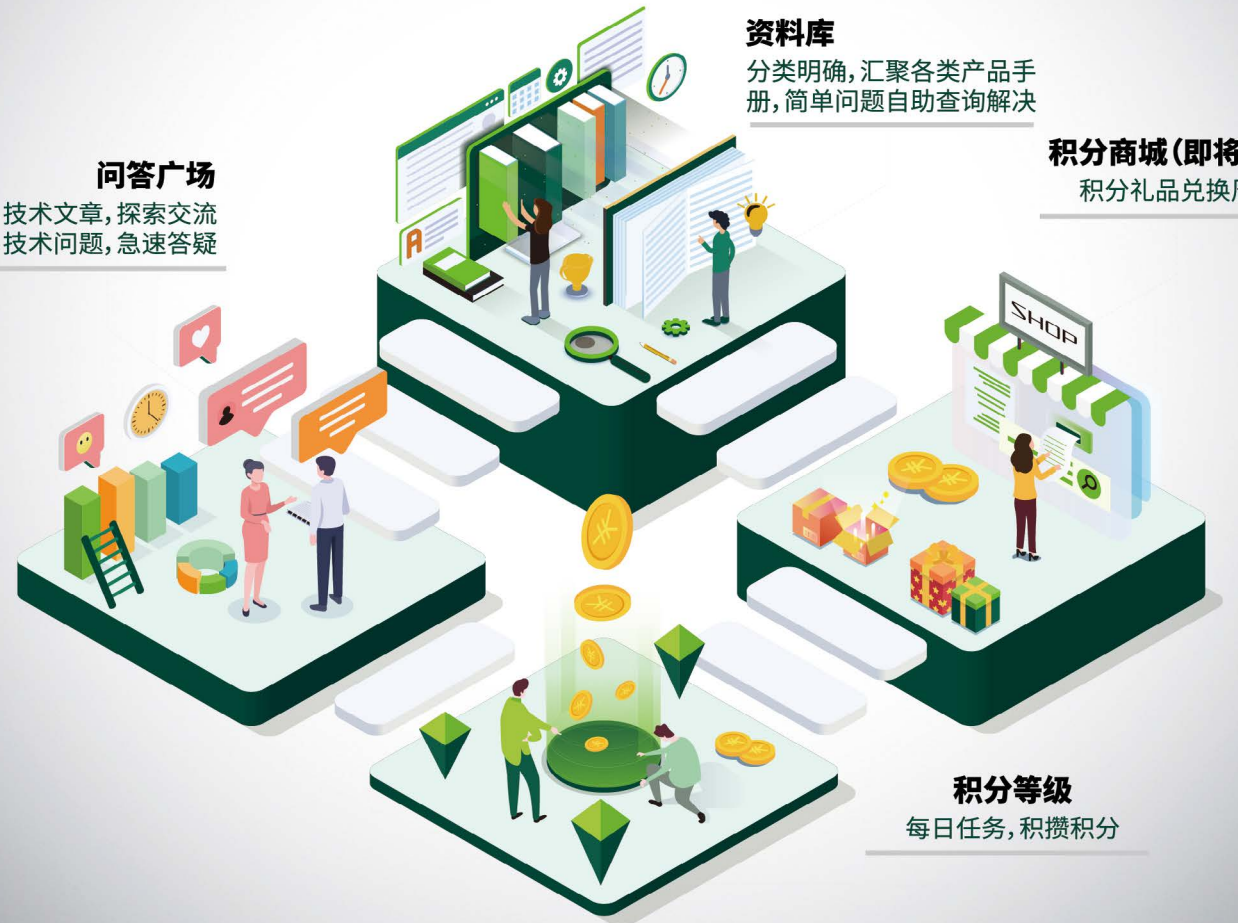 资料库
分类明确，汇聚各类产品手
册，简单问题自助查询解决
积分商城（即将
积分礼品兑换
问答广场
技术文章，探索交流
技术问题，急速答疑
A
SHOP
积分等级
每日任务，积攒积分